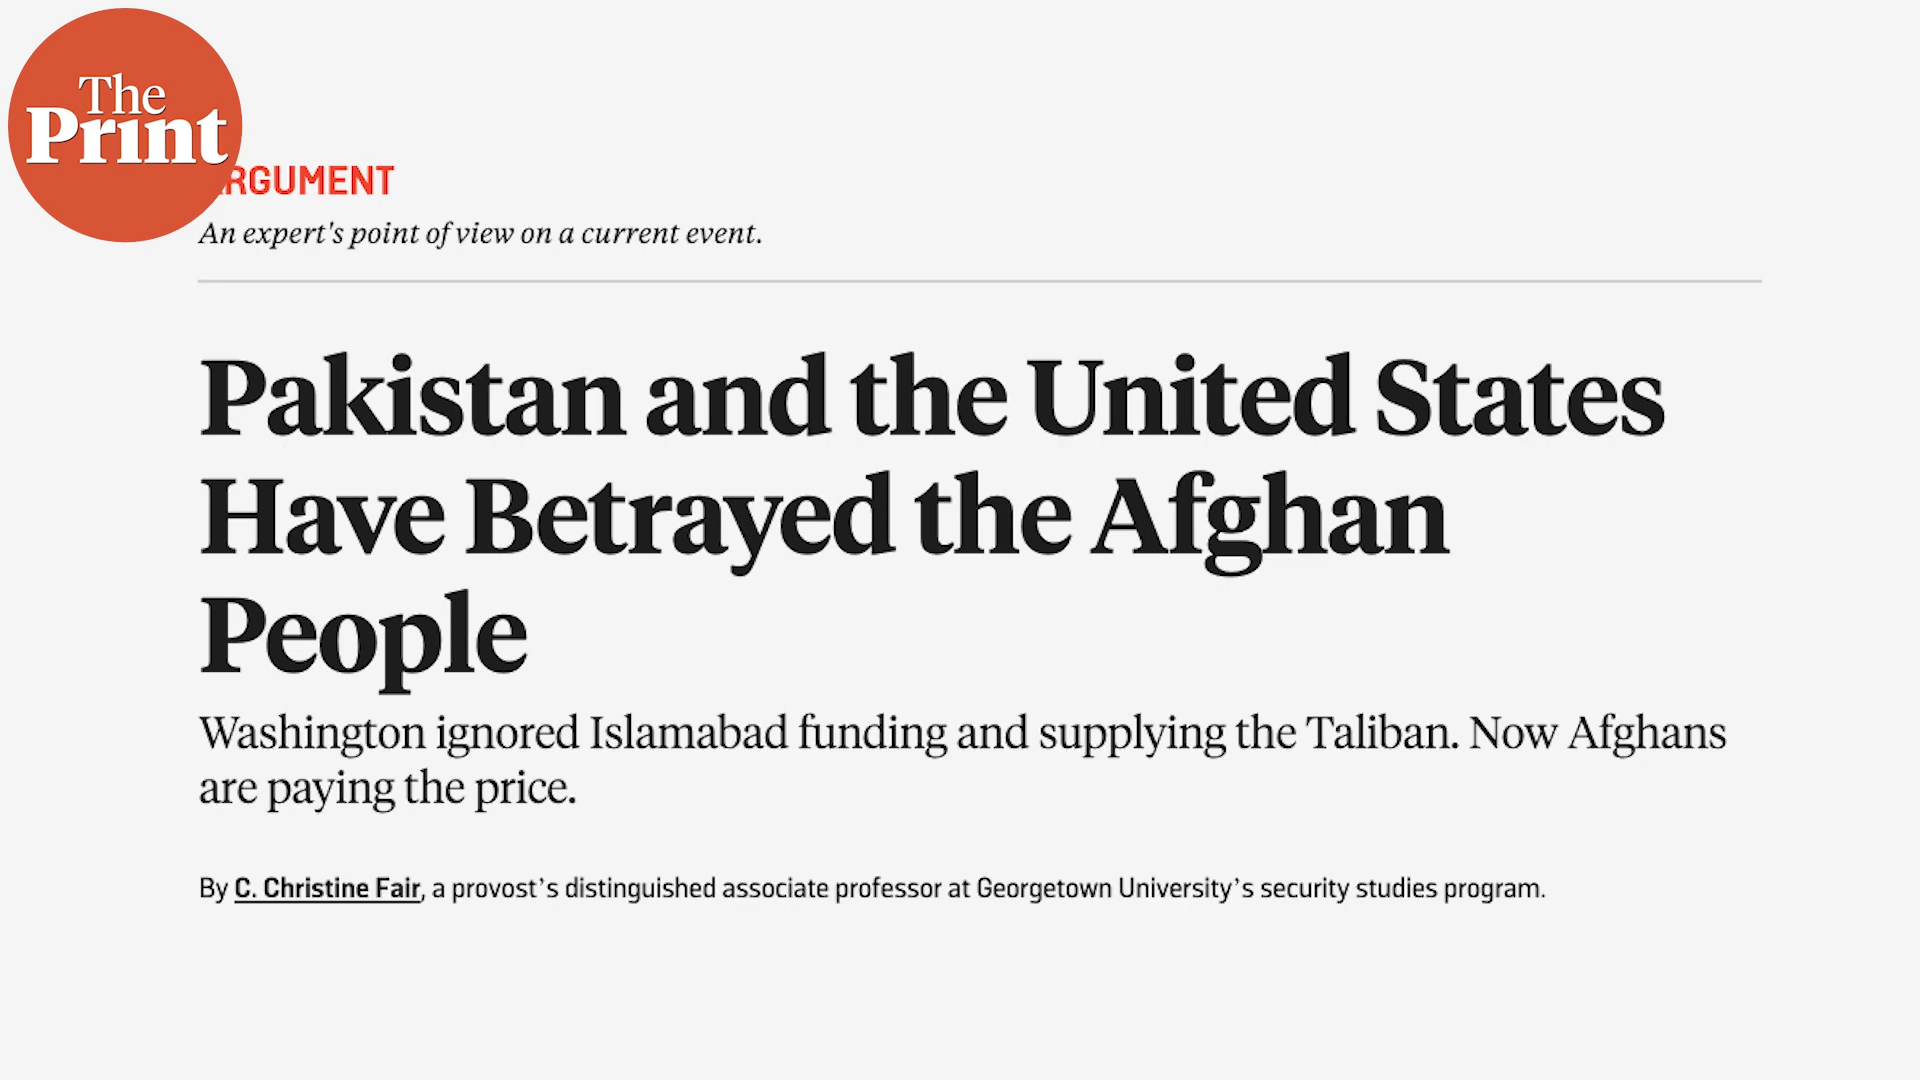 The
Print
ARGUMENT
An expert's point of view on a current event.
Pakistan and the United States
Have Betrayed the Afghan
People
Washington ignored Islamabad funding and supplying the Taliban. Now Afghans
are paying the price.
By C. Christine Fair, a provost’s distinguished associate professor at Georgetown University’s security studies program.